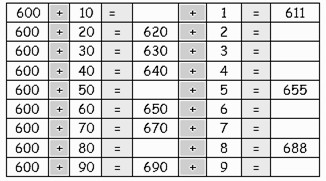 600 + 10 = + 1 = 611
600 + 20 = 620 + 2 =
600 + 30 = 630 + 3 =
600 + 40 = 640 + 4 =
600 + 50 = + 5 = 655
600 + 60 = 650 + 6 =
600 + 70 = 670 + 7 =
600 + 80 = + 8 = 688
600 + 90 = 690 + 9 =